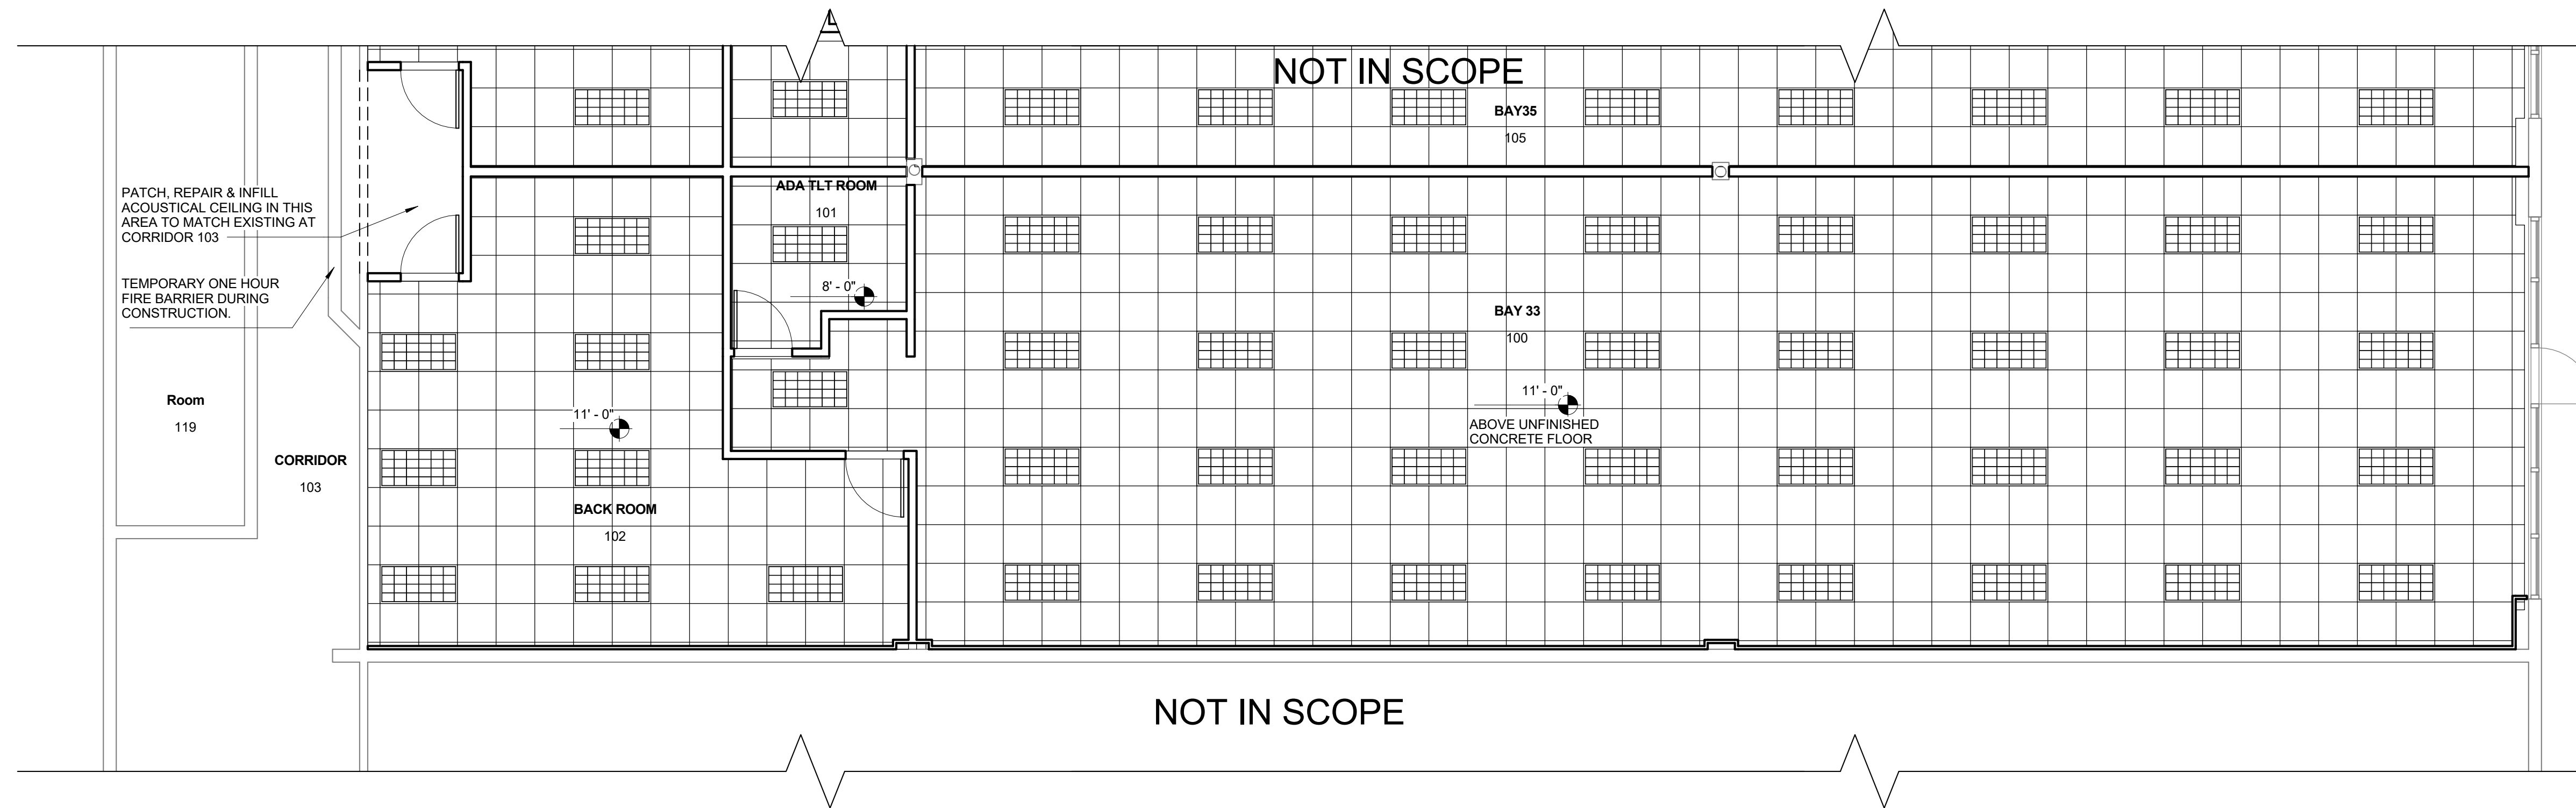 NOT IN SCOPE
BAY35
105
PATCH, REPAIR & INFILL
ACOUSTICAL CEILING IN THIS
AREA TO MATCH EXISTING AT
CORRIDOR 103
TEMPORARY ONE HOUR
FIRE BARRIER DURING
CONSTRUCTION.
ADA TLT ROOM
101
8' - 0"
BAY 33
100
11' - 0"
ABOVE UNFINISHED
CONCRETE FLOOR
Room
119
11' - 0"
CORRIDOR
103
BACK ROOM
102
NOT IN SCOPE